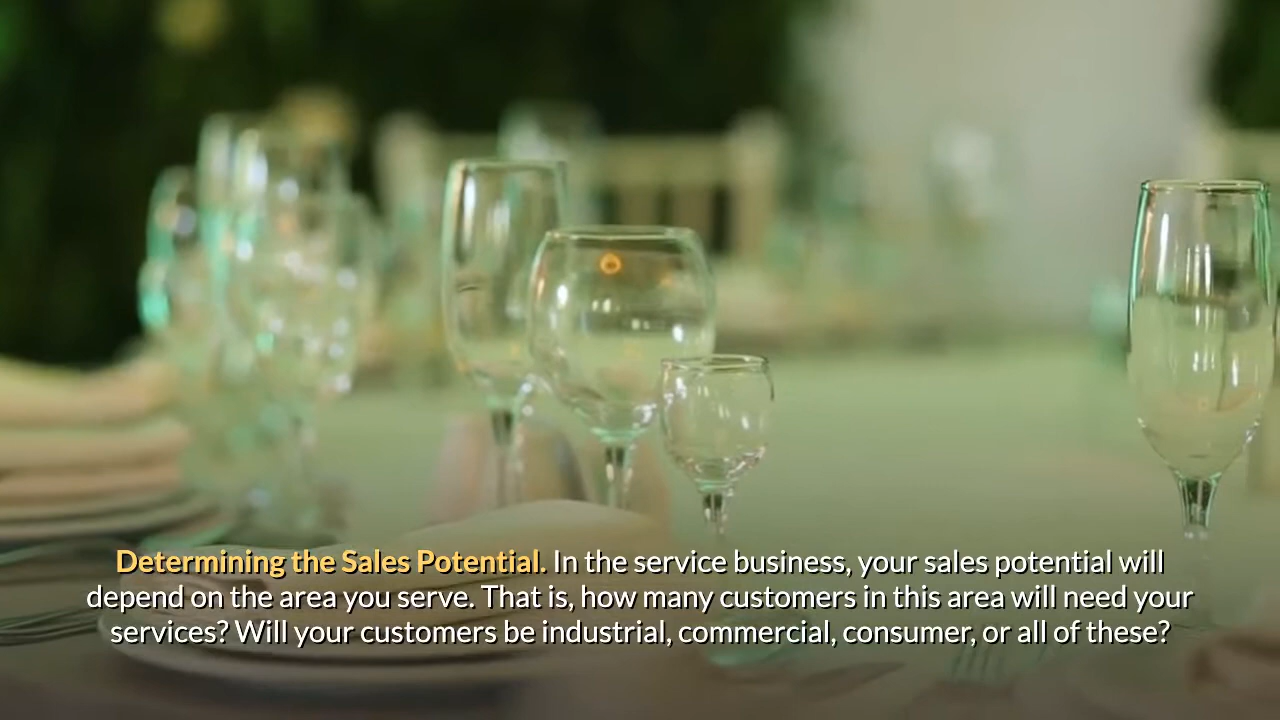 Determining the Sales Potential. In the service business, your sales potential will
depend on the area you serve. That is, how many customers in this area will need your
services? Will your customers be industrial, commercial, consumer, or all of these?